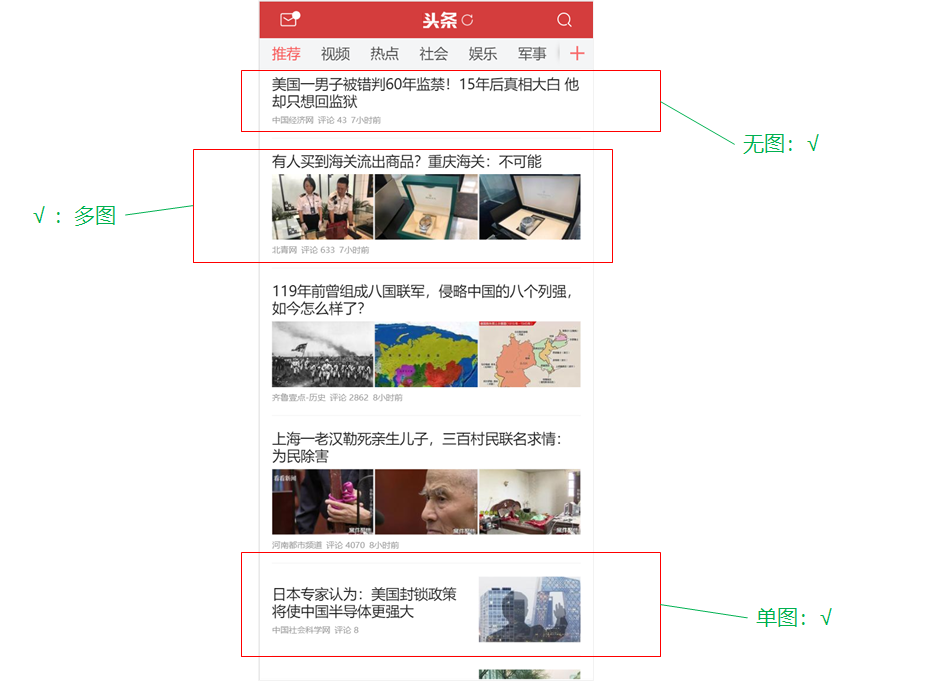 头条
推荐 视频 热点 社会 娱乐 军事
美国一男子被错判60年监禁！15年后真相大白 他
却只想回监狱
中国经济网 评论 43 7小时前
无图：√
有人买到海关流出商品？重庆海关：不可能
√ ：多图
北青网 评论 633 7小时前
119年前曾组成八国联军，侵略中国的八个列强，
如今怎么样了？
齐鲁壹点-历史 评论 2862 8小时前
上海一老汉勒死亲生儿子，三百村民联名求情：
为民除害
看看新闻
河南都市频道 评论 4070 8小时前
日本专家认为：美国封锁政策
将使中国半导体更强大
中国社会科学网 评论 8
单图：√